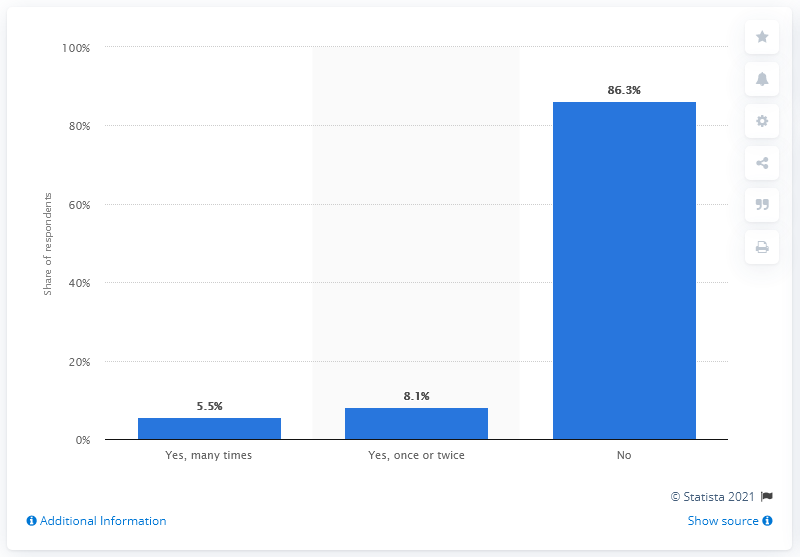 100%
80%
60%
40%
20%
0%
Share of respondents
5.5%
8.1%
86.3%
Yes, many times
Yes, once or twice
No
© Statista 2021
Additional Information
Show source